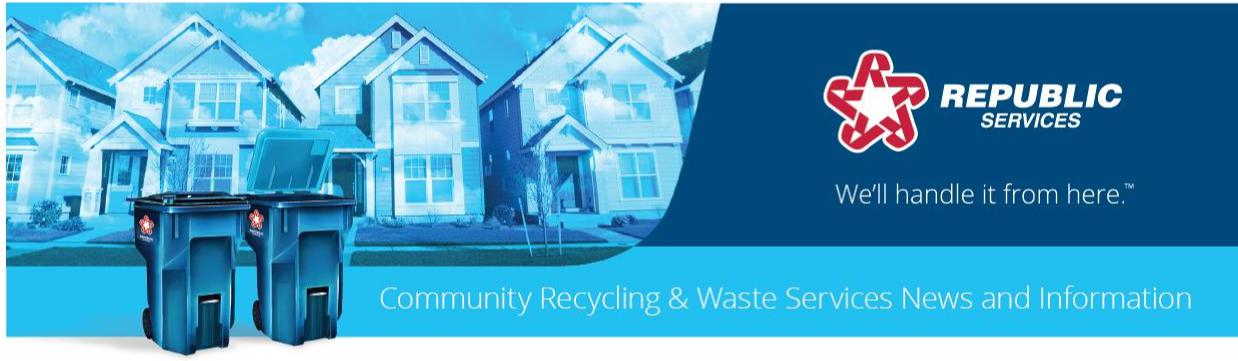 REPUBLIC
SERVICES
We'll handle it from here.™
Community Recycling & Waste Services News and Information